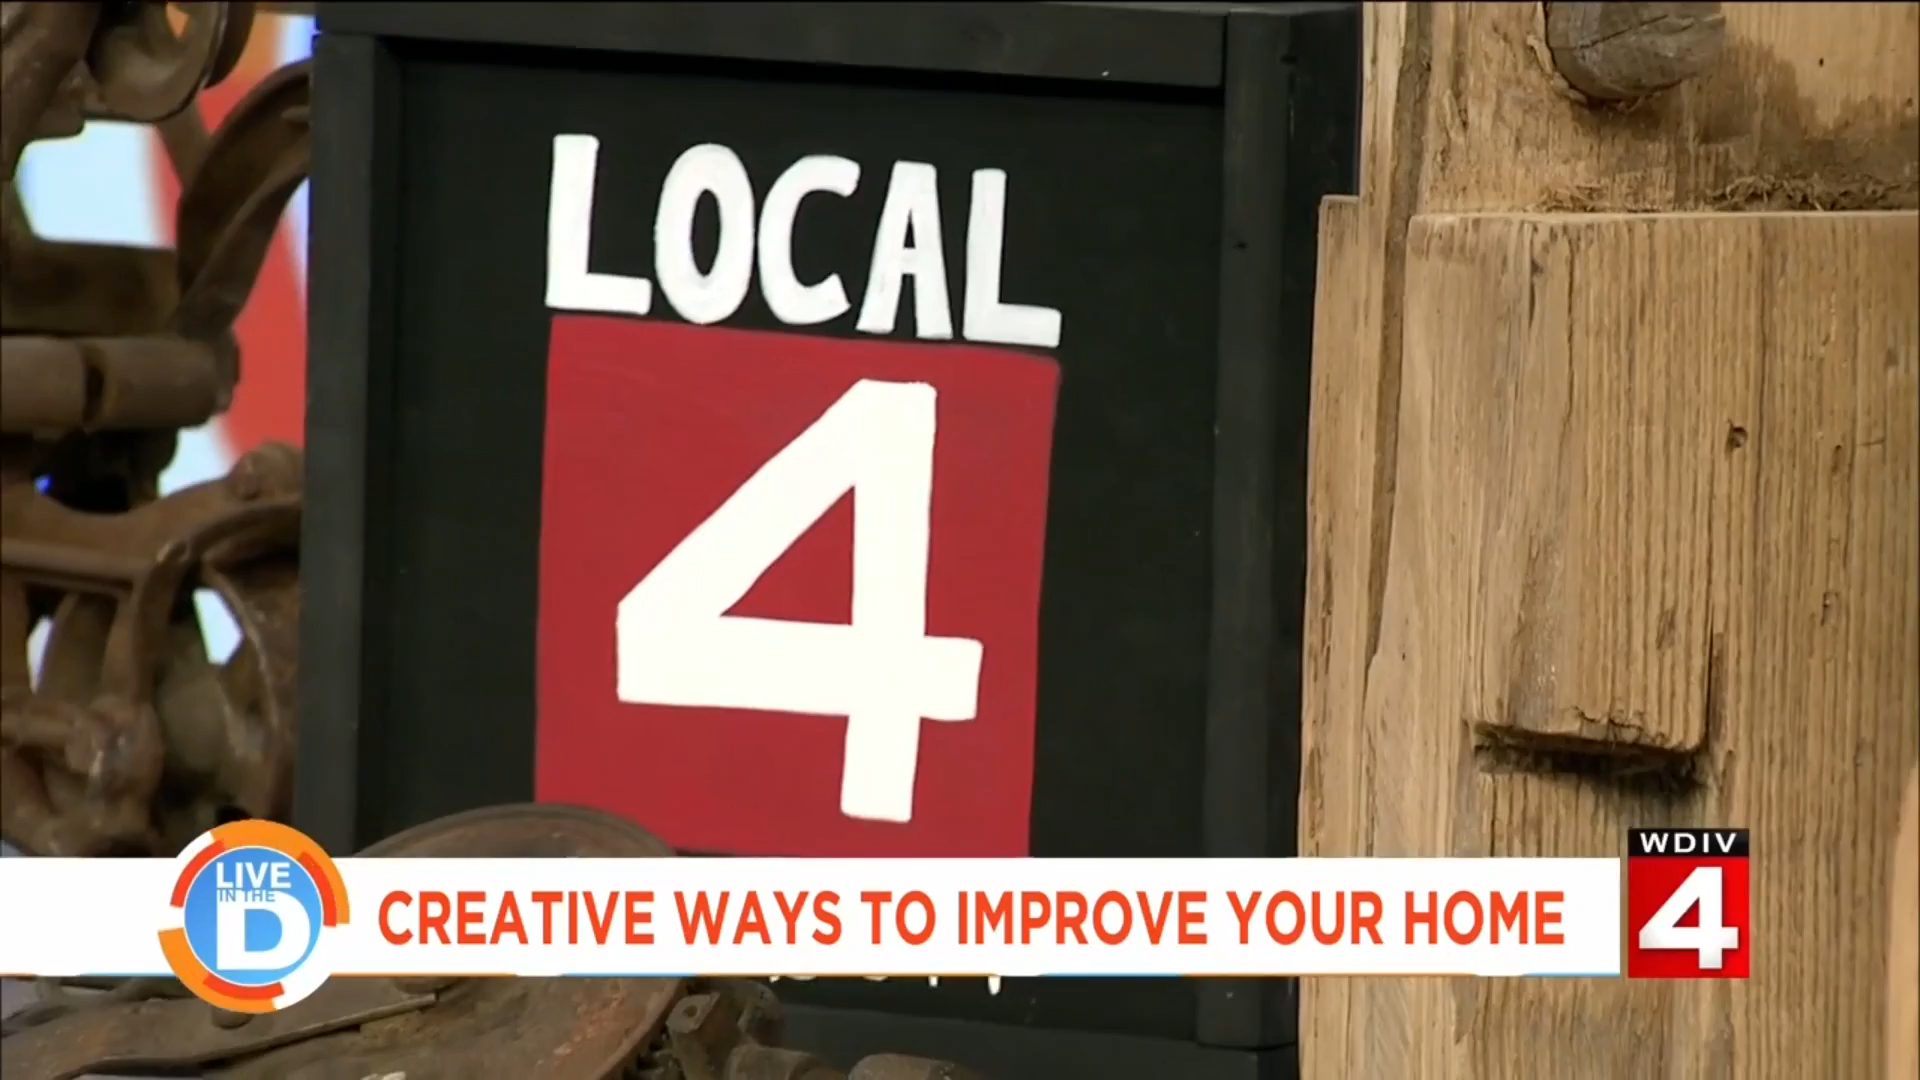 LOCAL
4
LIVE
IN THE
D
CREATIVE WAYS TO IMPROVE YOUR HOME
WDIV
4